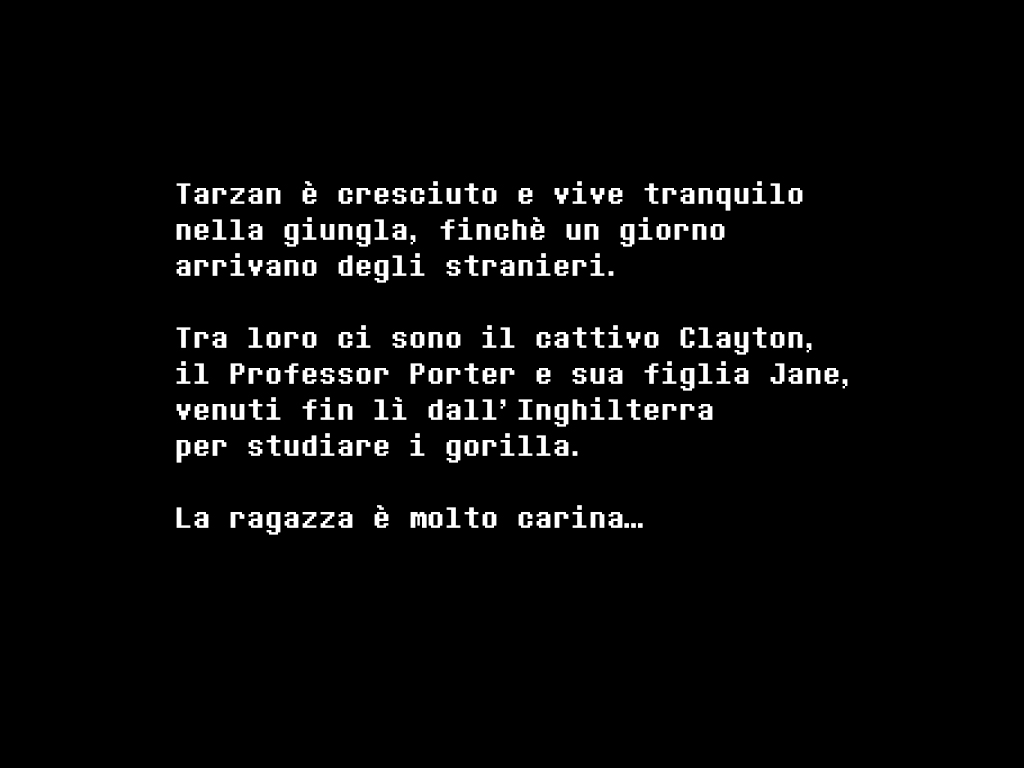 Tarzan è cresciuto e vive tranquilo
nella giungla, finchè un giorno
arrivano degli stranieri.
Tra loro ci sono il cattivo Clayton,
il Professor Porter e sua figlia Jane,
venuti fin lì dall'Inghilterra
per studiare i gorilla.
La ragazza è molto carina…